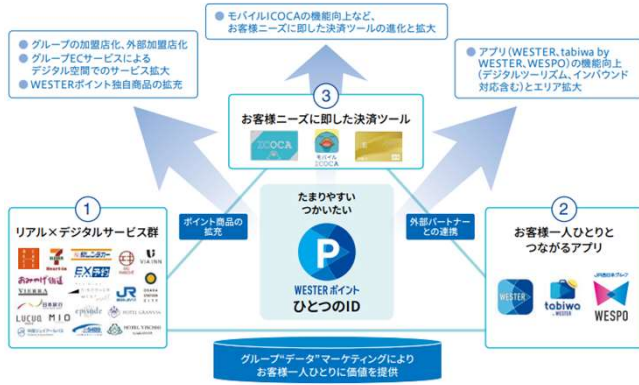 ● モバイルICOCAの機能向上など、
お客様ニーズに即した決済ツールの進化と拡大
● グループの加盟店化、外部加盟店化
● グループECサービスによる
デジタル空間でのサービス拡大
● WESTERポイント独自商品の拡充
● アプリ(WESTER、tabiwa by
WESTER、WESPO)の機能向上
(デジタルツーリズム、インバウンド
対応含む)とエリア拡大
3
お客様ニーズに即した決済ツール
ICOCA
モバイル
ICOCA
1
リアル×デジタルサービス群
VIA INN
EX予約
おみやげ街道
VIERRA
JR
日本旅行
LUCUA MIO
HOTEL GRANVIA
HOTEL VISCHIO
ポイント商品の
拡充
たまりやすい
つかいたい
P
WESTER ポイント
ひとつのID
外部パートナー
との連携
2
お客様一人ひとりと
つながるアプリ
WESTER
tabiwa
by WESTER
JR西日本プレフ
WESPO
グループ“データ”マーケティングにより
お客様一人ひとりに価値を提供